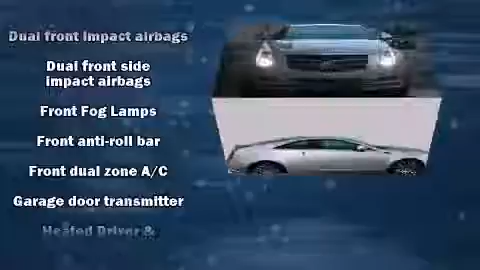 Dual front impact airbags
Dual front side
impact airbags
Front Fog Lamps
Front anti-roll bar
Front dual zone A/C
Garage door transmitter
Heated Driver &